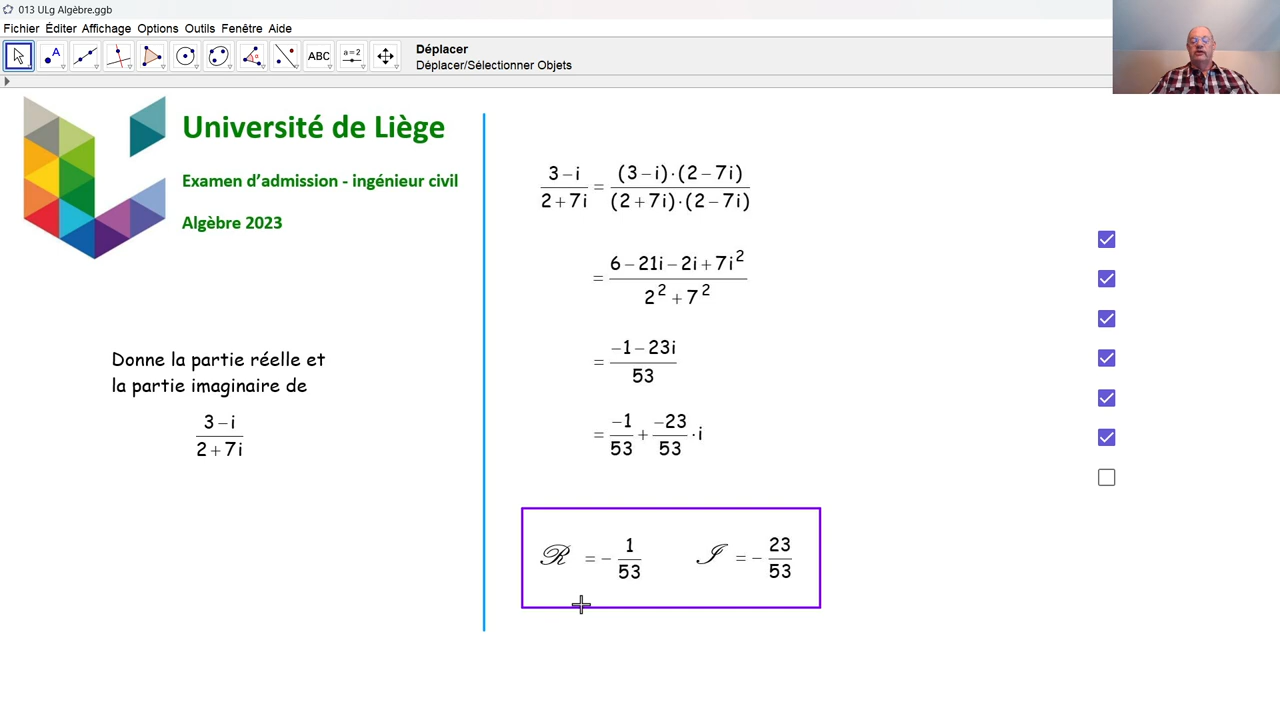 013 ULg Algèbre.ggb
Fichier Éditer Affichage Options Outils Fenêtre Aide
A
ABC
a=2
Déplacer
Déplacer/Sélectionner Objets
Université de Liège
Examen d'admission - ingénieur civil
Algèbre 2023
Donne la partie réelle et
la partie imaginaire de
3-i
2+7i
3-i / 2+7i = (3-i)·(2-7i) / (2+7i)·(2-7i)
= 6-21i-2i+7i² / 2²+7²
= -1-23i / 53
= -1/53 + -23/53 · i
ℛ = - 1/53 ℐ = - 23/53